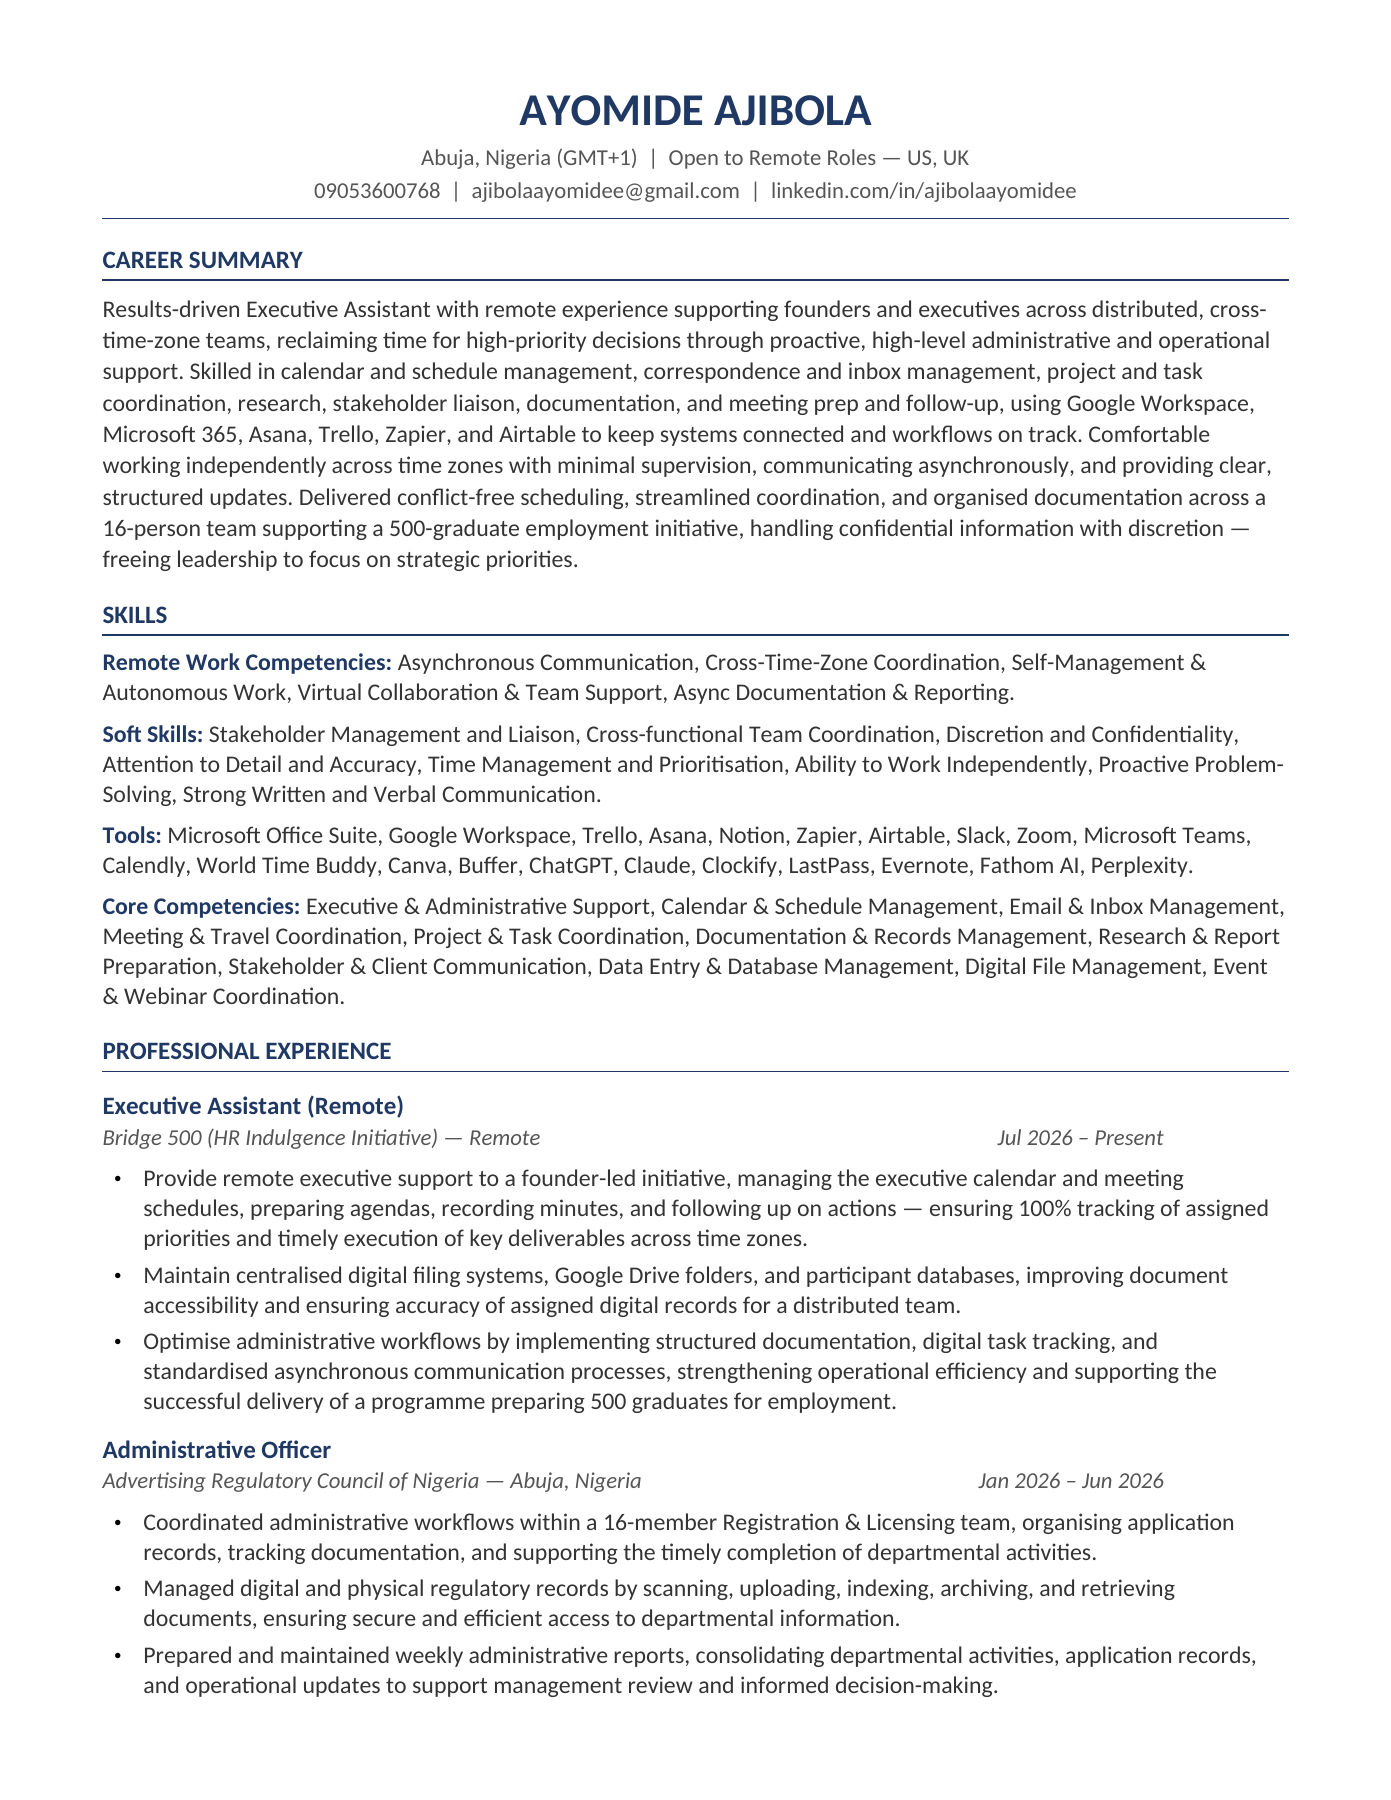 AYOMIDE AJIBOLA
Abuja, Nigeria (GMT+1) | Open to Remote Roles — US, UK
09053600768 | ajibolaayomidee@gmail.com | linkedin.com/in/ajibolaayomidee
CAREER SUMMARY
Results-driven Executive Assistant with remote experience supporting founders and executives across distributed, cross-
time-zone teams, reclaiming time for high-priority decisions through proactive, high-level administrative and operational
support. Skilled in calendar and schedule management, correspondence and inbox management, project and task
coordination, research, stakeholder liaison, documentation, and meeting prep and follow-up, using Google Workspace,
Microsoft 365, Asana, Trello, Zapier, and Airtable to keep systems connected and workflows on track. Comfortable
working independently across time zones with minimal supervision, communicating asynchronously, and providing clear,
structured updates. Delivered conflict-free scheduling, streamlined coordination, and organised documentation across a
16-person team supporting a 500-graduate employment initiative, handling confidential information with discretion —
freeing leadership to focus on strategic priorities.
SKILLS
Remote Work Competencies: Asynchronous Communication, Cross-Time-Zone Coordination, Self-Management &
Autonomous Work, Virtual Collaboration & Team Support, Async Documentation & Reporting.
Soft Skills: Stakeholder Management and Liaison, Cross-functional Team Coordination, Discretion and Confidentiality,
Attention to Detail and Accuracy, Time Management and Prioritisation, Ability to Work Independently, Proactive Problem-
Solving, Strong Written and Verbal Communication.
Tools: Microsoft Office Suite, Google Workspace, Trello, Asana, Notion, Zapier, Airtable, Slack, Zoom, Microsoft Teams,
Calendly, World Time Buddy, Canva, Buffer, ChatGPT, Claude, Clockify, LastPass, Evernote, Fathom AI, Perplexity.
Core Competencies: Executive & Administrative Support, Calendar & Schedule Management, Email & Inbox Management,
Meeting & Travel Coordination, Project & Task Coordination, Documentation & Records Management, Research & Report
Preparation, Stakeholder & Client Communication, Data Entry & Database Management, Digital File Management, Event
& Webinar Coordination.
PROFESSIONAL EXPERIENCE
Executive Assistant (Remote)
Bridge 500 (HR Indulgence Initiative) — Remote Jul 2026 – Present
• Provide remote executive support to a founder-led initiative, managing the executive calendar and meeting
schedules, preparing agendas, recording minutes, and following up on actions — ensuring 100% tracking of assigned
priorities and timely execution of key deliverables across time zones.
• Maintain centralised digital filing systems, Google Drive folders, and participant databases, improving document
accessibility and ensuring accuracy of assigned digital records for a distributed team.
• Optimise administrative workflows by implementing structured documentation, digital task tracking, and
standardised asynchronous communication processes, strengthening operational efficiency and supporting the
successful delivery of a programme preparing 500 graduates for employment.
Administrative Officer
Advertising Regulatory Council of Nigeria — Abuja, Nigeria Jan 2026 – Jun 2026
• Coordinated administrative workflows within a 16-member Registration & Licensing team, organising application
records, tracking documentation, and supporting the timely completion of departmental activities.
• Managed digital and physical regulatory records by scanning, uploading, indexing, archiving, and retrieving
documents, ensuring secure and efficient access to departmental information.
• Prepared and maintained weekly administrative reports, consolidating departmental activities, application records,
and operational updates to support management review and informed decision-making.